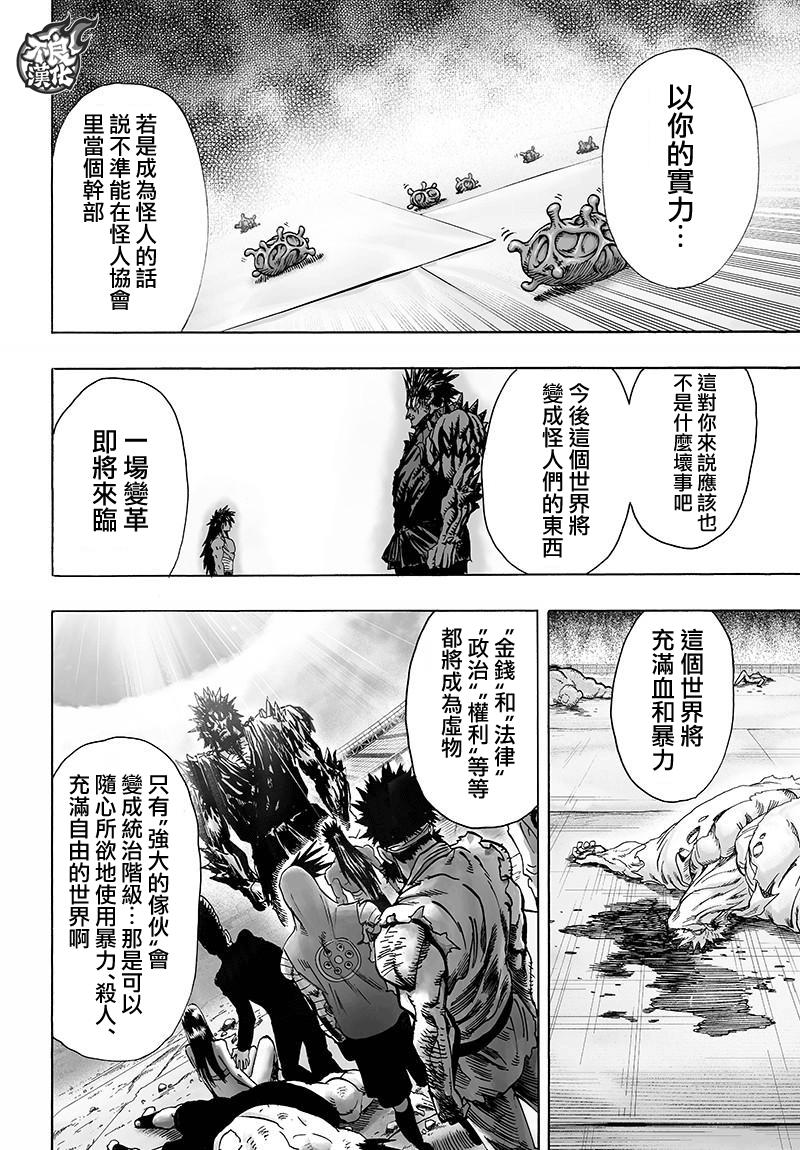 不良
漢化
以你的實力…
若是成為怪人的話
說不準能在怪人協會
里當個幹部
這對你來説應該也
不是什麼壞事吧
今後這個世界將
變成怪人們的東西
一場變革
即將來臨
這個世界將
充滿血和暴力
〝金錢〝和〝法律〝
〝政治〝〝權利〝等等
都將成為虛物
只有〝強大的傢伙〝會
變成統治階級…那是可以
隨心所欲地使用暴力、殺人、
充滿自由的世界啊